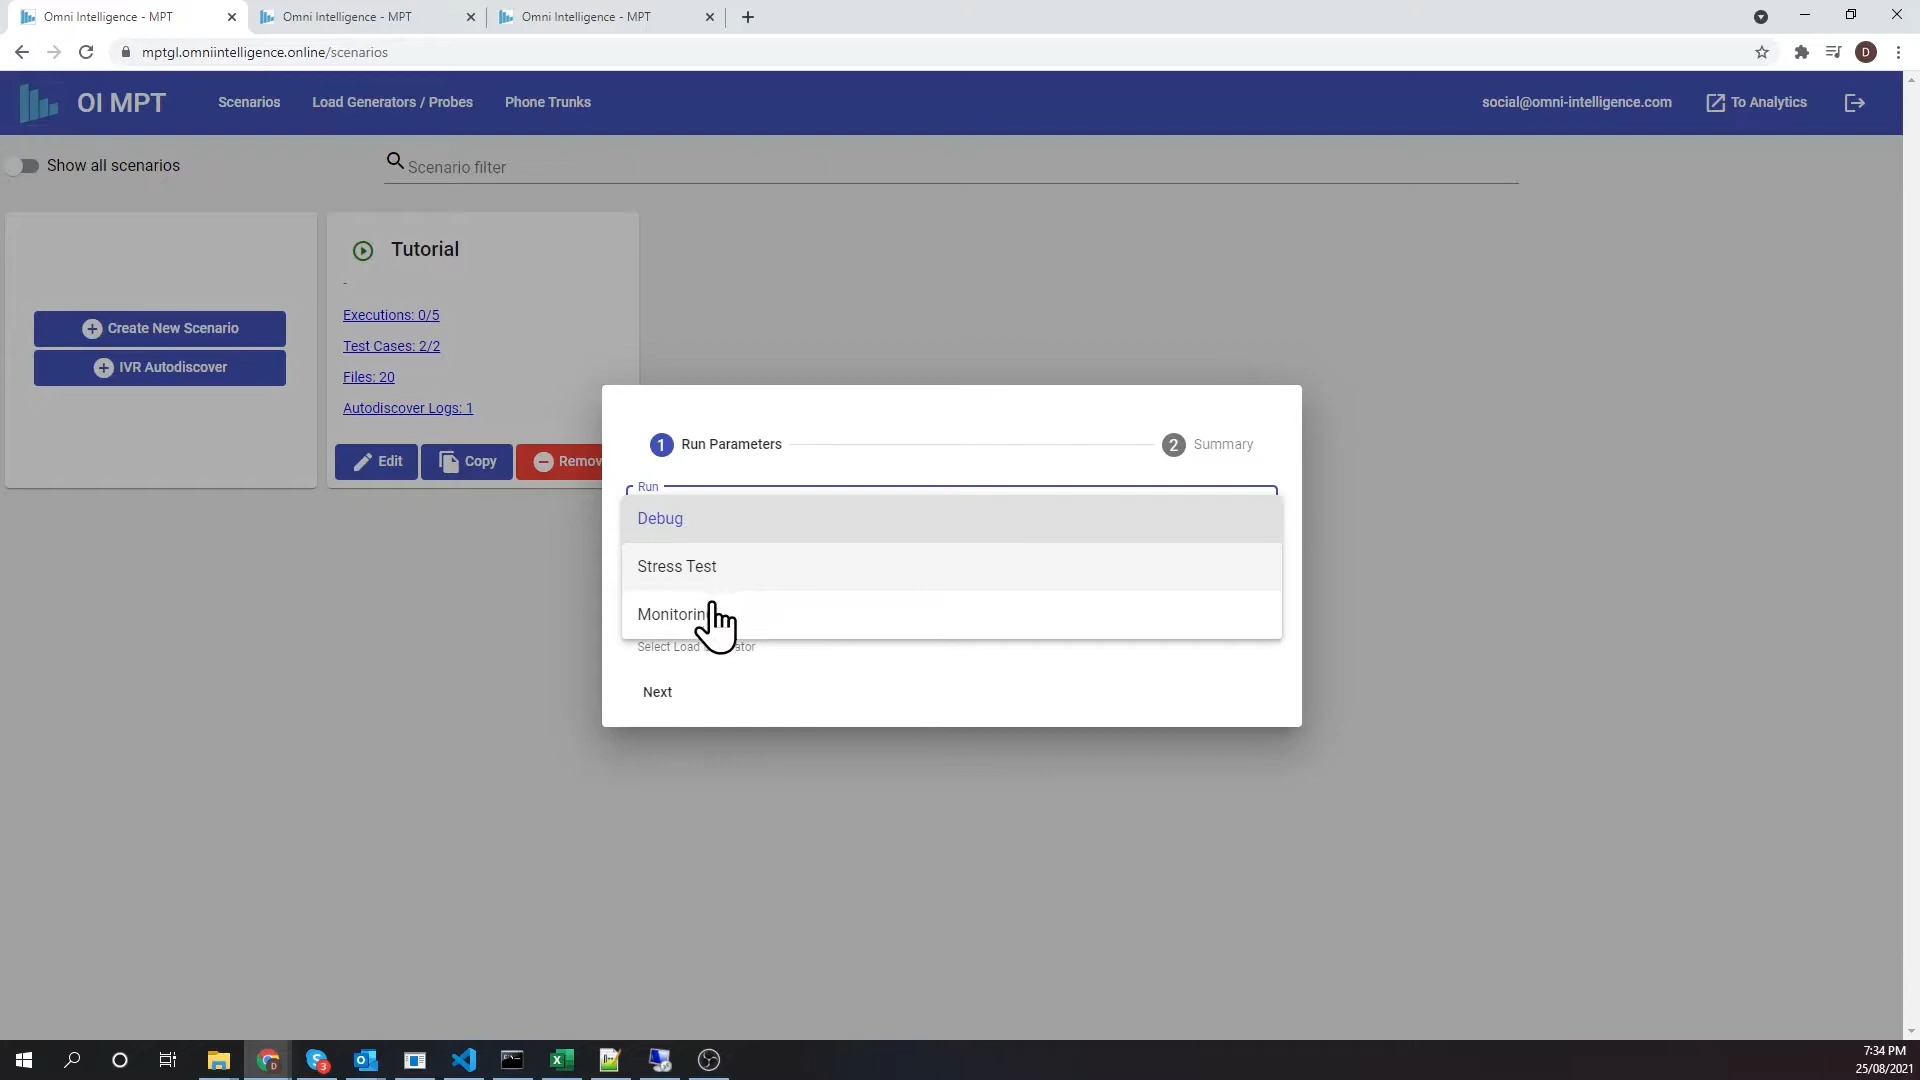 Omni Intelligence - MPT
Omni Intelligence - MPT
Omni Intelligence - MPT
mptgl.omniintelligence.online/scenarios
D
OI MPT
Scenarios
Load Generators / Probes
Phone Trunks
social@omni-intelligence.com
To Analytics
Show all scenarios
Scenario filter
Create New Scenario
IVR Autodiscover
Tutorial
-
Executions: 0/5
Test Cases: 2/2
Files: 20
Autodiscover Logs: 1
Edit
Copy
Remov
1 Run Parameters
2 Summary
Run
Debug
Stress Test
Monitorin
Select Load
Next
7:34 PM
25/08/2021